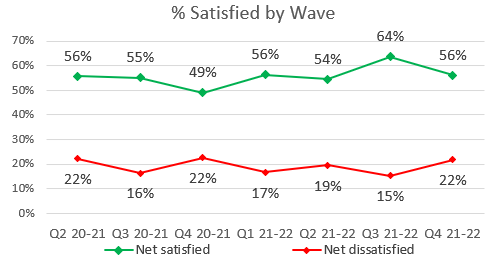 % Satisfied by Wave
70%
60%
50%
40%
30%
20%
10%
0%
56% 55% 49% 56% 54% 64% 56%
22% 16% 22% 17% 19% 15% 22%
Q2 20-21 Q3 20-21 Q4 20-21 Q1 21-22 Q2 21-22 Q3 21-22 Q4 21-22
Net satisfied Net dissatisfied